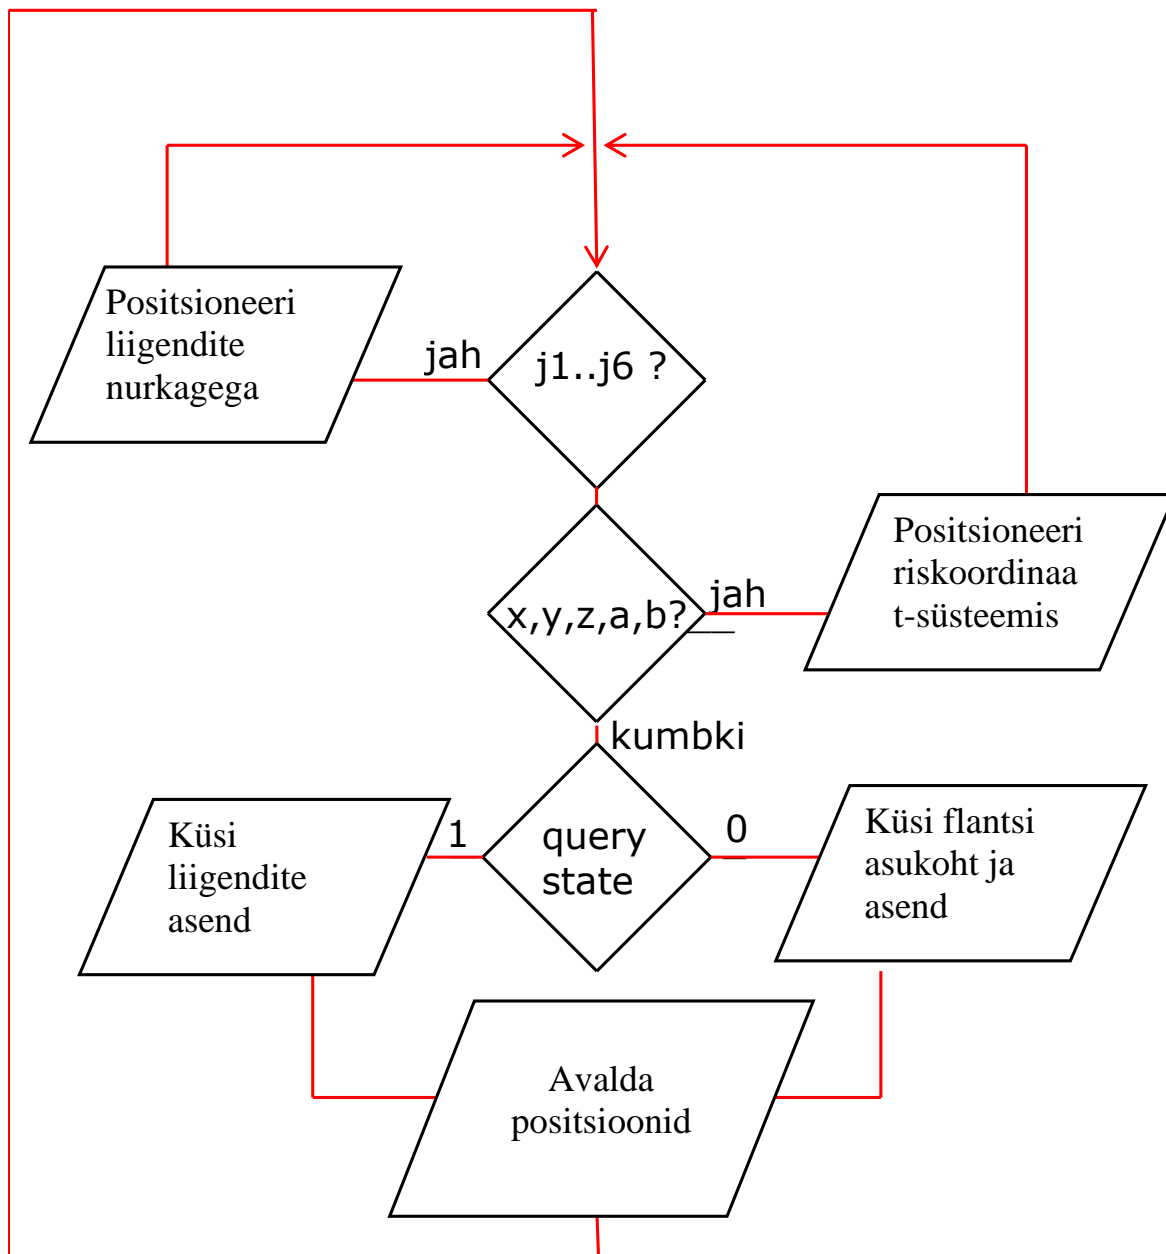 Positsioneeri
liigendite
nurkagega
jah
j1..j6 ?
Positsioneeri
riskoordinaa
t-süsteemis
jah
x,y,z,a,b?__
kumbki
Küsi
liigendite
asend
1
query
state
0
Küsi flantsi
asukoht ja
asend
Avalda
positsioonid